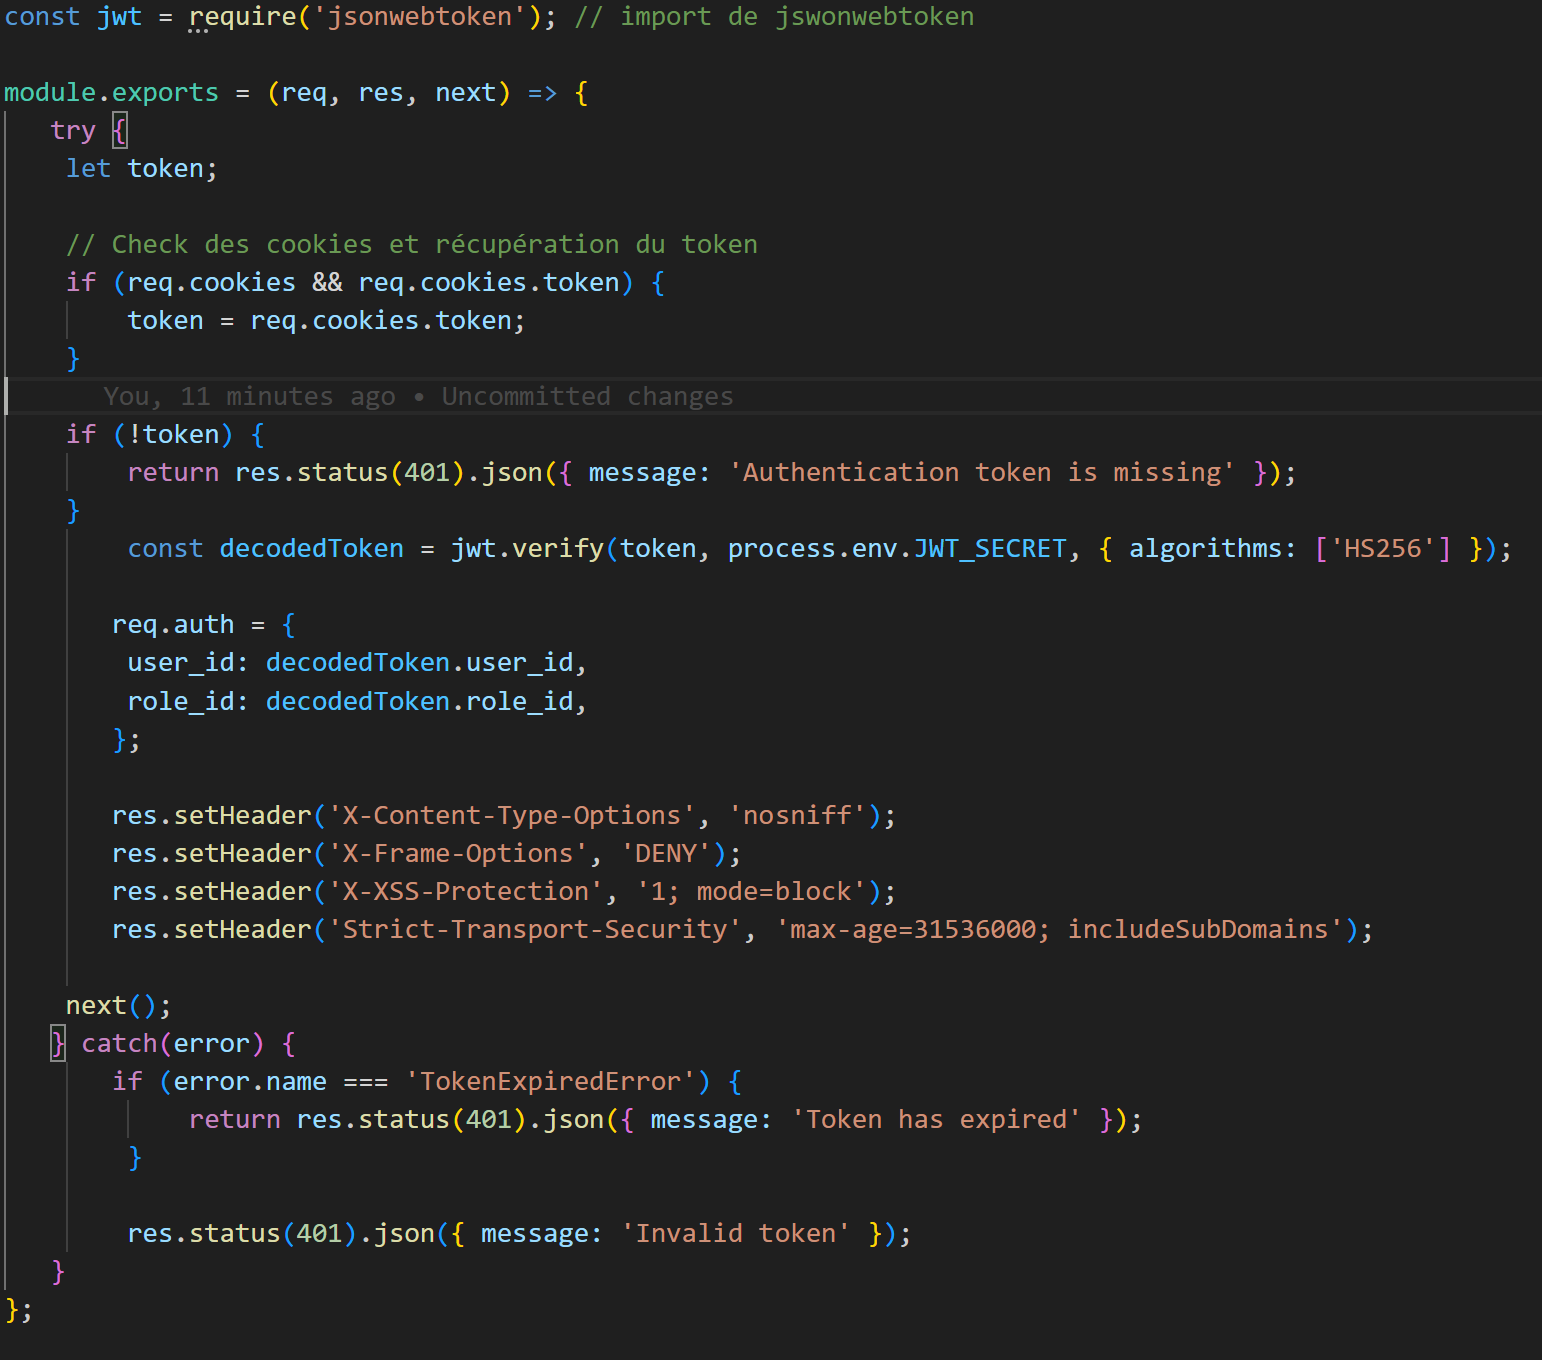 const jwt = require('jsonwebtoken'); // import de jswonwebtoken
module.exports = (req, res, next) => {
try {
let token;
// Check des cookies et récupération du token
if (req.cookies && req.cookies.token) {
token = req.cookies.token;
}
You, 11 minutes ago • Uncommitted changes
if (!token) {
return res.status(401).json({ message: 'Authentication token is missing' });
}
const decodedToken = jwt.verify(token, process.env.JWT_SECRET, { algorithms: ['HS256'] });
req.auth = {
user_id: decodedToken.user_id,
role_id: decodedToken.role_id,
};
res.setHeader('X-Content-Type-Options', 'nosniff');
res.setHeader('X-Frame-Options', 'DENY');
res.setHeader('X-XSS-Protection', '1; mode=block');
res.setHeader('Strict-Transport-Security', 'max-age=31536000; includeSubDomains');
next();
} catch(error) {
if (error.name === 'TokenExpiredError') {
return res.status(401).json({ message: 'Token has expired' });
}
res.status(401).json({ message: 'Invalid token' });
}
};